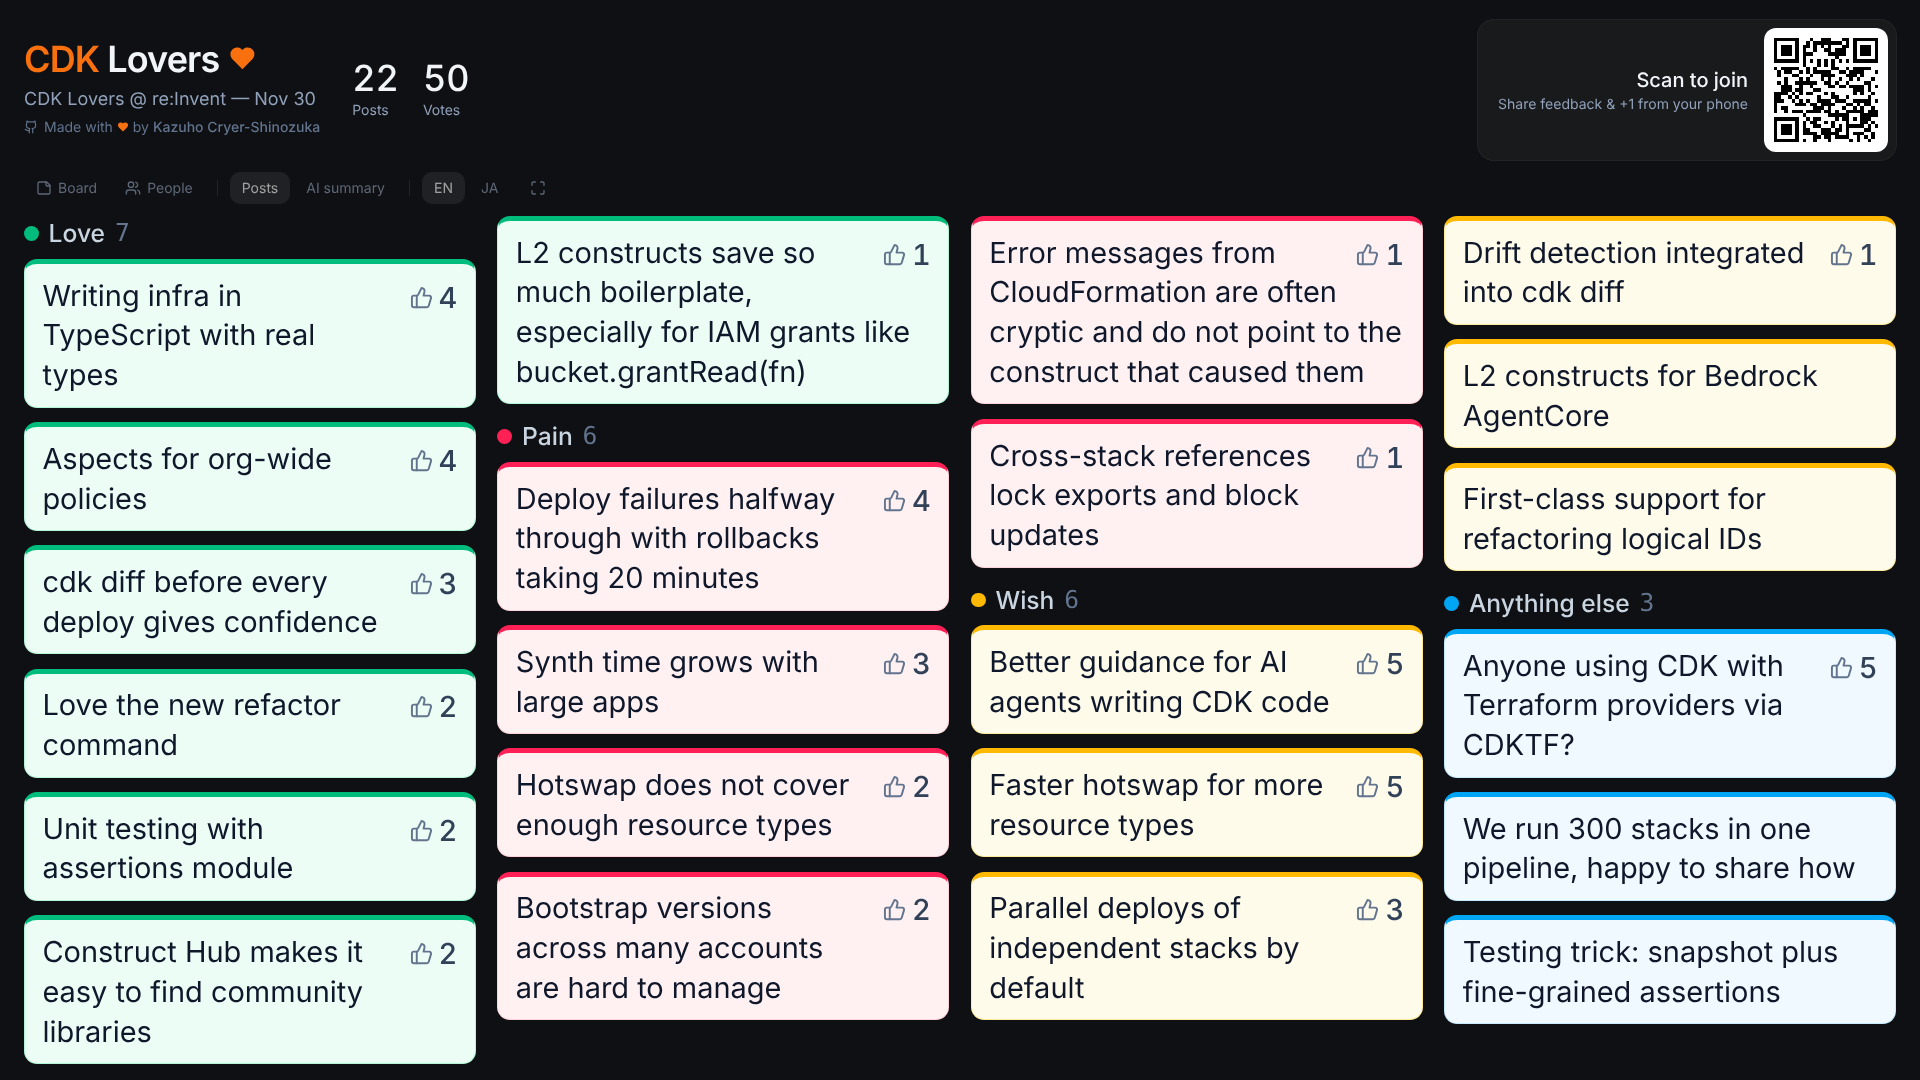 CDK Lovers
CDK Lovers @ re:Invent — Nov 30
Made with by Kazuho Cryer-Shinozuka
22
Posts
50
Votes
Scan to join
Share feedback & +1 from your phone
Board
People
Posts
AI summary
EN
JA
Love 7
Writing infra in
TypeScript with real
types
4
Aspects for org-wide
policies
4
cdk diff before every
deploy gives confidence
3
Love the new refactor
command
2
Unit testing with
assertions module
2
Construct Hub makes it
easy to find community
libraries
2
L2 constructs save so
much boilerplate,
especially for IAM grants like
bucket.grantRead(fn)
1
Pain 6
Deploy failures halfway
through with rollbacks
taking 20 minutes
4
Synth time grows with
large apps
3
Hotswap does not cover
enough resource types
2
Bootstrap versions
across many accounts
are hard to manage
2
Error messages from
CloudFormation are often
cryptic and do not point to the
construct that caused them
1
Cross-stack references
lock exports and block
updates
1
Wish 6
Better guidance for AI
agents writing CDK code
5
Faster hotswap for more
resource types
5
Parallel deploys of
independent stacks by
default
3
Drift detection integrated
into cdk diff
1
L2 constructs for Bedrock
AgentCore
First-class support for
refactoring logical IDs
Anything else 3
Anyone using CDK with
Terraform providers via
CDKTF?
5
We run 300 stacks in one
pipeline, happy to share how
Testing trick: snapshot plus
fine-grained assertions